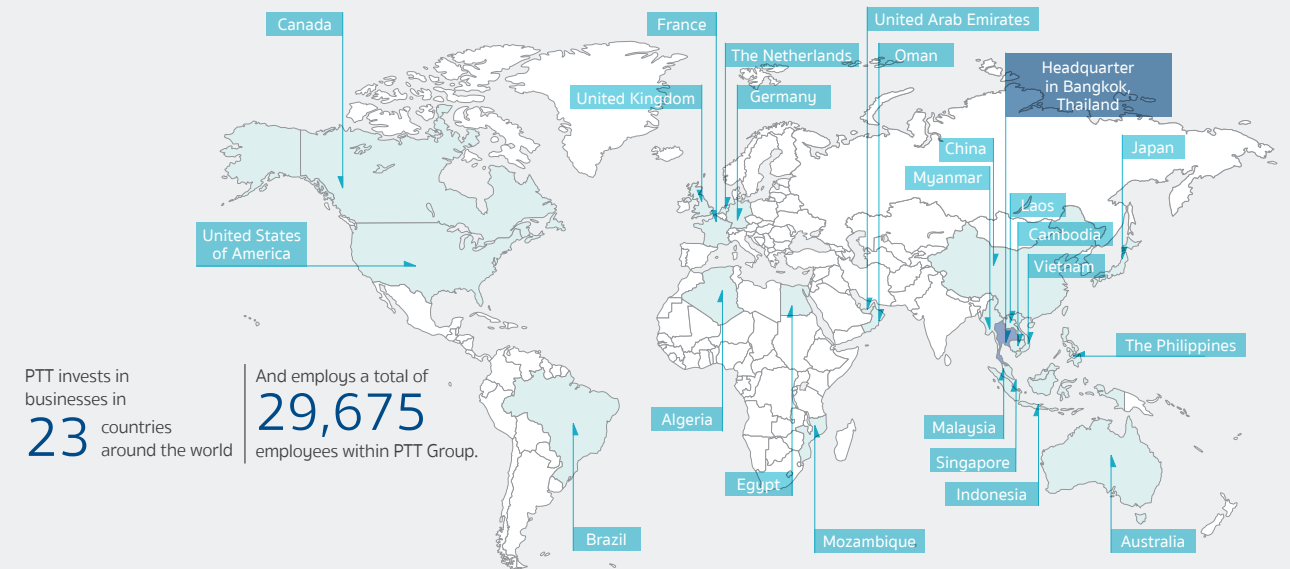 Canada
France
United Arab Emirates
The Netherlands
Oman
Headquarter
in Bangkok,
Thailand
United Kingdom
Germany
China
Japan
Myanmar
Laos
Cambodia
Vietnam
United States
of America
The Philippines
PTT invests in
businesses in
23 countries
around the world
And employs a total of
29,675
employees within PTT Group.
Algeria
Malaysia
Singapore
Egypt
Indonesia
Brazil
Mozambique
Australia